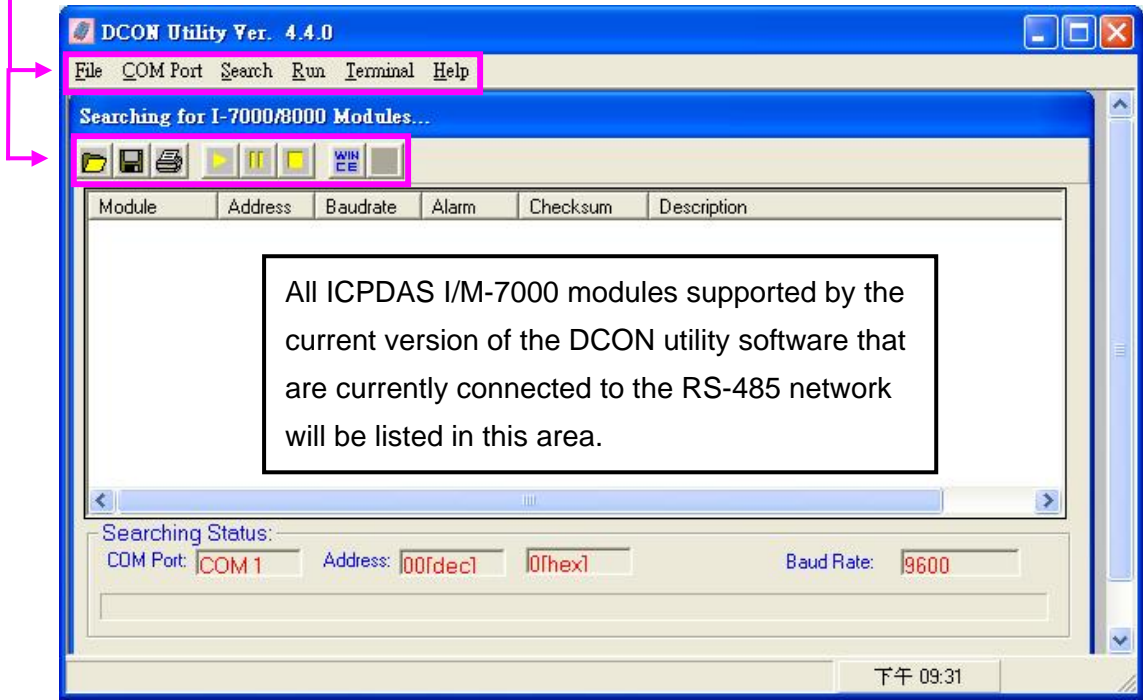 DCON Utility Ver. 4.4.0
File COM Port Search Run Terminal Help
Searching for I-7000/8000 Modules...
WIN
CE
Module Address Baudrate Alarm Checksum Description
All ICPDAS I/M-7000 modules supported by the
current version of the DCON utility software that
are currently connected to the RS-485 network
will be listed in this area.
Searching Status:
COM Port: COM 1 Address: 00[dec] 0[hex] Baud Rate: 9600
下午 09:31